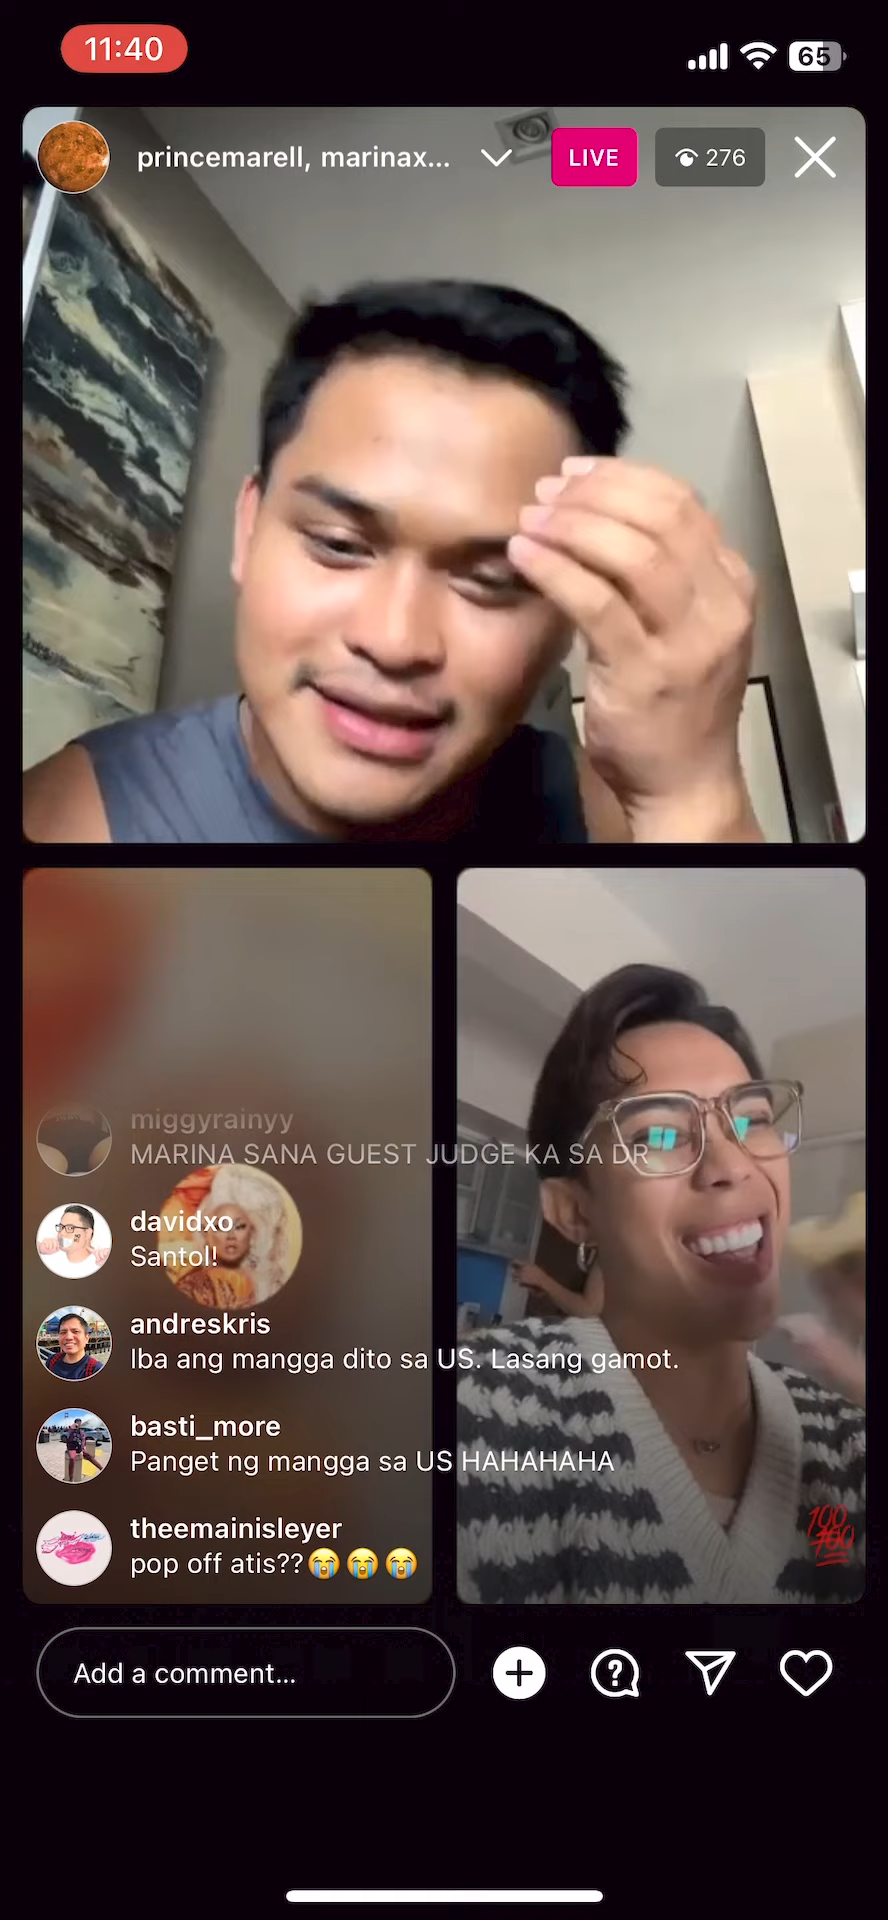 11:40
65
princemarell, marinax...
LIVE
276
miggyrainyy
MARINA SANA GUEST JUDGE KA SA DR
davidxo
Santol!
andreskris
Iba ang mangga dito sa US. Lasang gamot.
basti_more
Panget ng mangga sa US HAHAHAHA
theemainisleyer
pop off atis??😭😭😭
100
100
Add a comment...